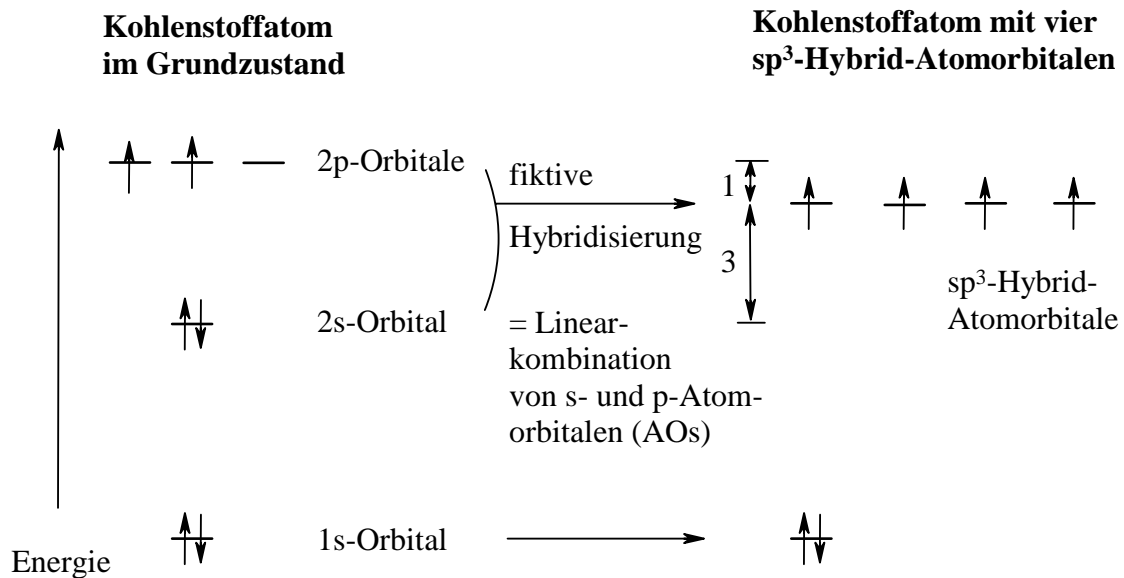 Kohlenstoffatom
im Grundzustand
Kohlenstoffatom mit vier
sp³-Hybrid-Atomorbitalen
2p-Orbitale
fiktive
1
Hybridisierung
3
sp³-Hybrid-
Atomorbitale
2s-Orbital
= Linear-
kombination
von s- und p-Atom-
orbitalen (AOs)
1s-Orbital
Energie